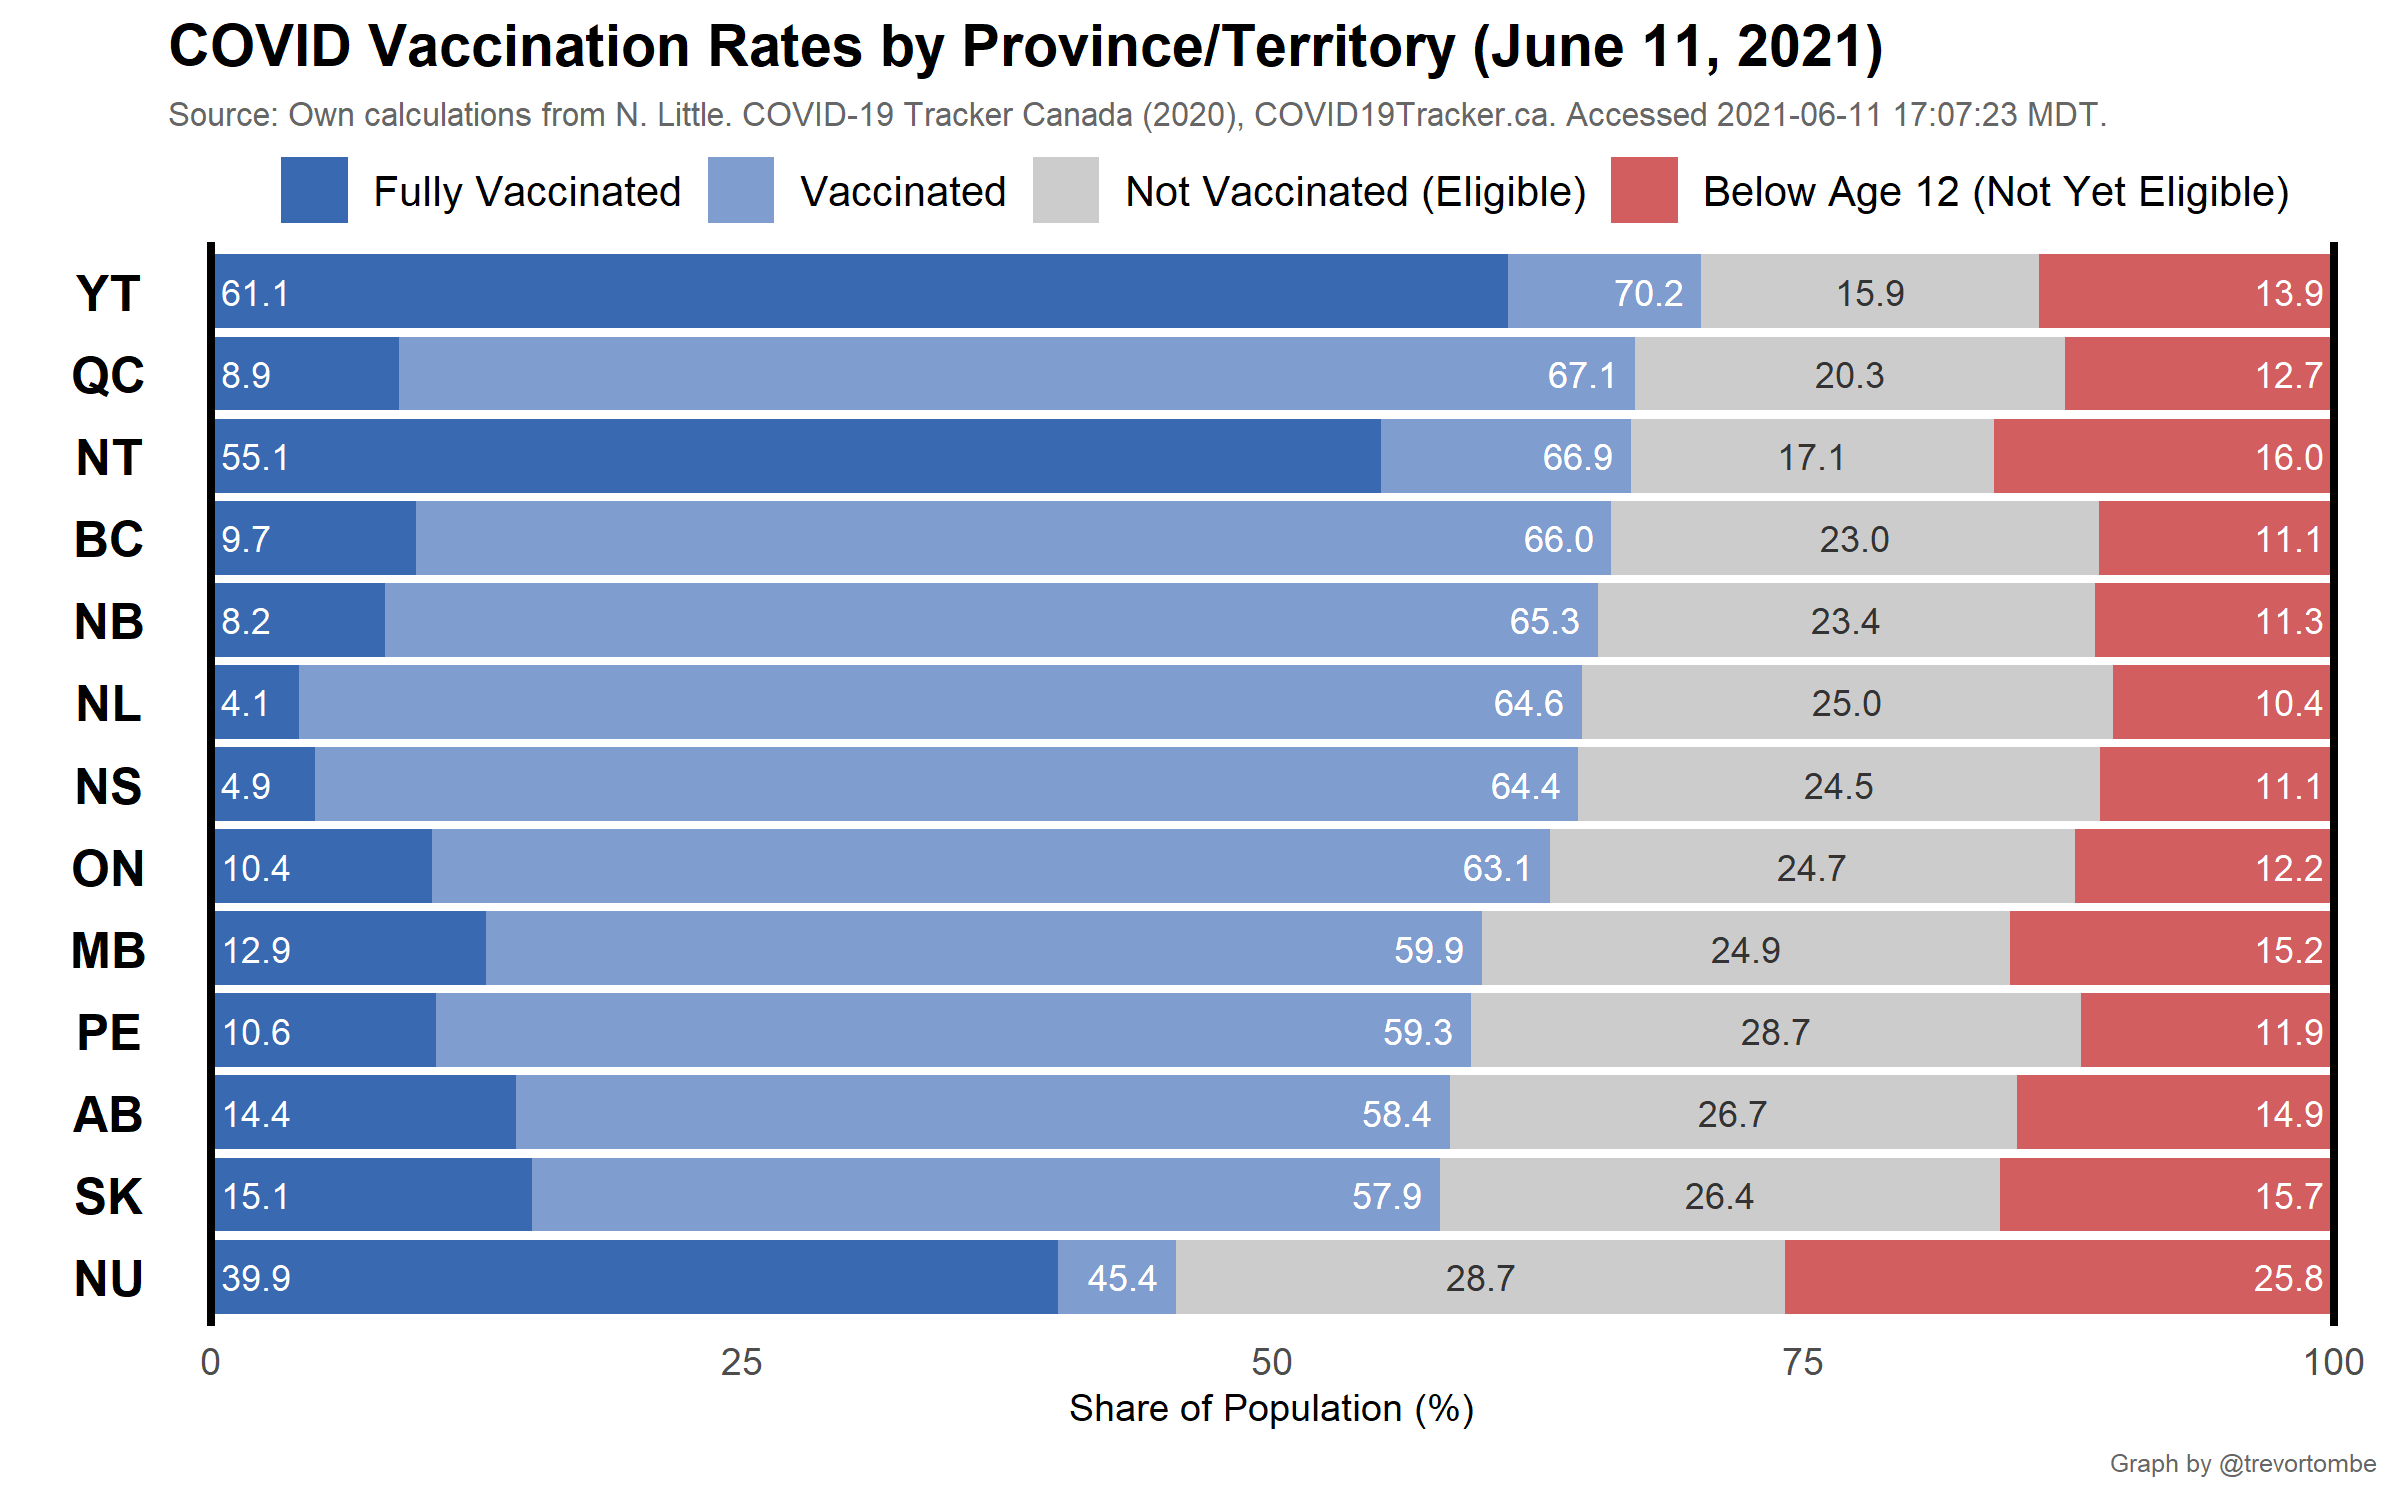 COVID Vaccination Rates by Province/Territory (June 11, 2021)
Source: Own calculations from N. Little. COVID-19 Tracker Canada (2020), COVID19Tracker.ca. Accessed 2021-06-11 17:07:23 MDT.
Fully Vaccinated Vaccinated Not Vaccinated (Eligible) Below Age 12 (Not Yet Eligible)
YT 61.1 70.2 15.9 13.9
QC 8.9 67.1 20.3 12.7
NT 55.1 66.9 17.1 16.0
BC 9.7 66.0 23.0 11.1
NB 8.2 65.3 23.4 11.3
NL 4.1 64.6 25.0 10.4
NS 4.9 64.4 24.5 11.1
ON 10.4 63.1 24.7 12.2
MB 12.9 59.9 24.9 15.2
PE 10.6 59.3 28.7 11.9
AB 14.4 58.4 26.7 14.9
SK 15.1 57.9 26.4 15.7
NU 39.9 45.4 28.7 25.8
0 25 50 75 100
Share of Population (%)
Graph by @trevortombe